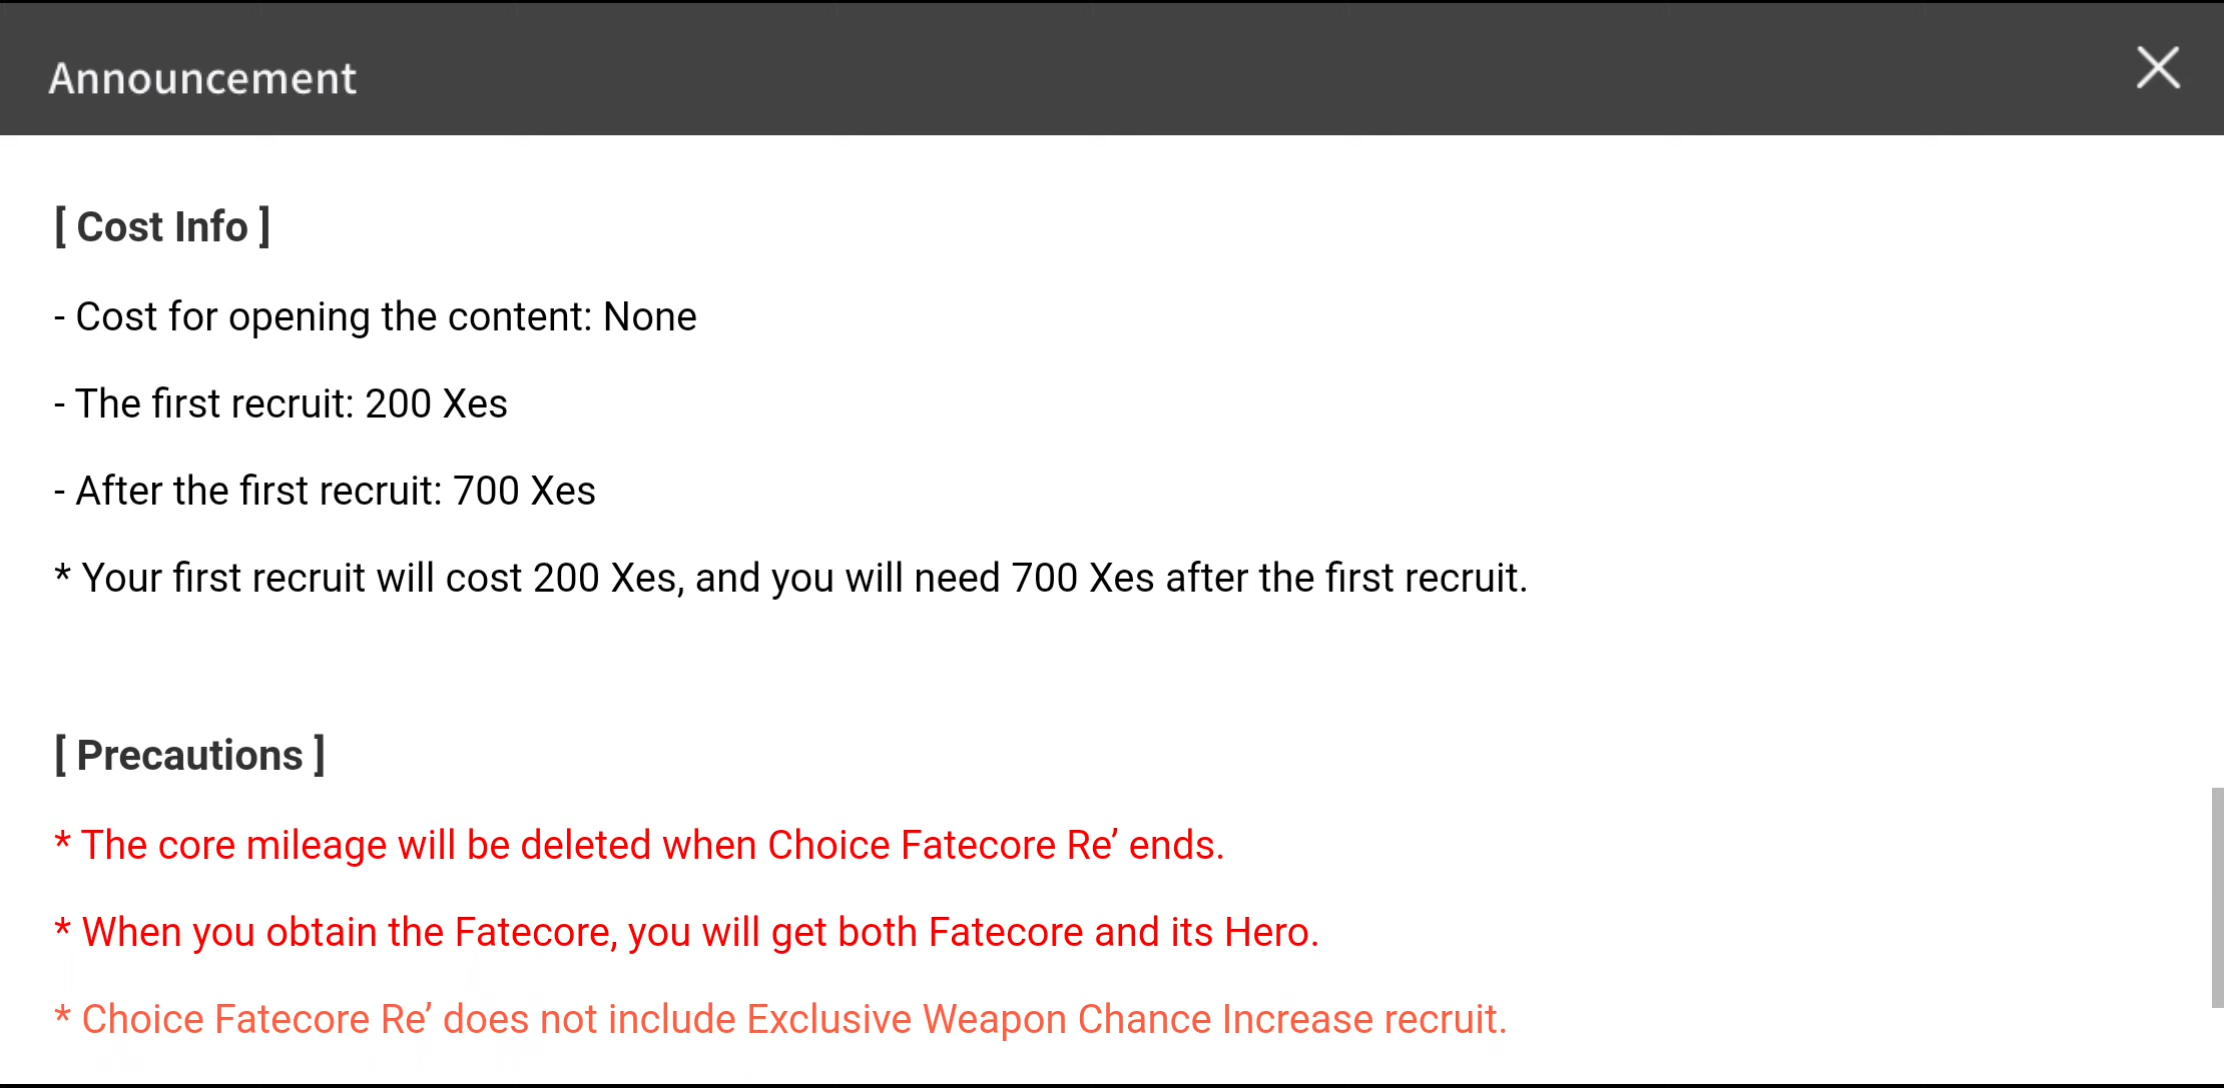 Announcement
[ Cost Info ]
- Cost for opening the content: None
- The first recruit: 200 Xes
- After the first recruit: 700 Xes
* Your first recruit will cost 200 Xes, and you will need 700 Xes after the first recruit.
[ Precautions ]
* The core mileage will be deleted when Choice Fatecore Re’ ends.
* When you obtain the Fatecore, you will get both Fatecore and its Hero.
* Choice Fatecore Re’ does not include Exclusive Weapon Chance Increase recruit.